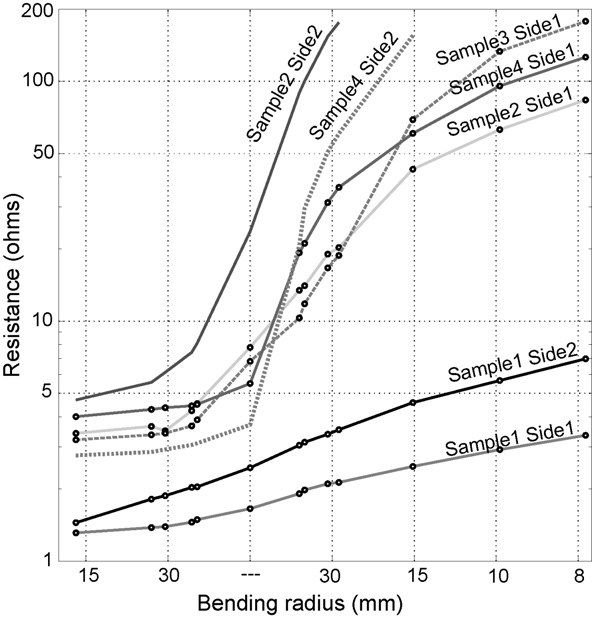 200
100
50
10
5
1
Resistance (ohms)
Sample2 Side2
Sample4 Side2
Sample3 Side1
Sample4 Side1
Sample2 Side1
Sample1 Side2
Sample1 Side1
15 30 --- 30 15 10 8
Bending radius (mm)